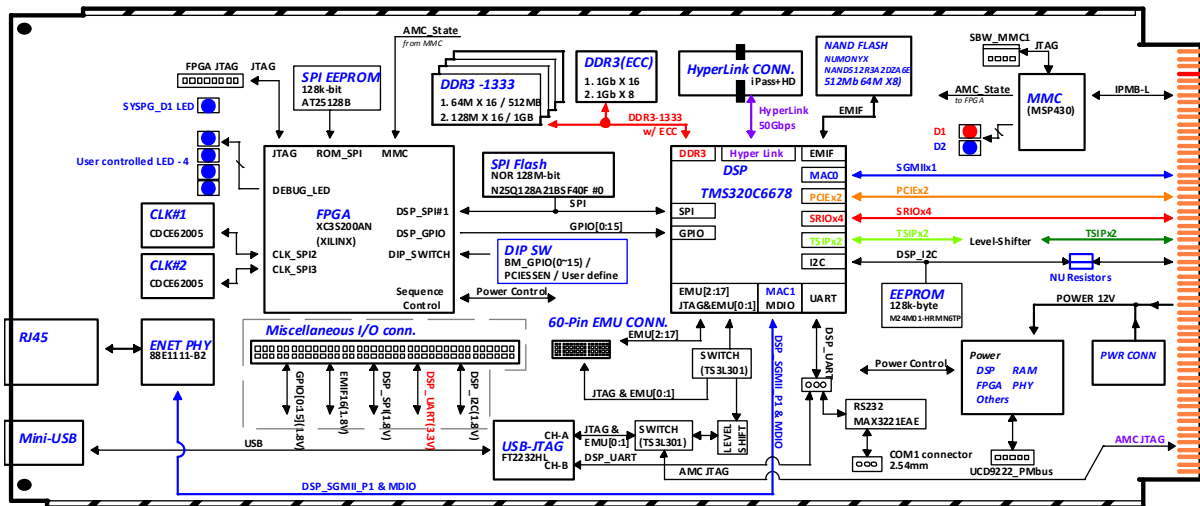 AMC_State
from MMC
FPGA JTAG
JTAG
SYSPG_D1 LED
User controlled LED - 4
SPI EEPROM
128k-bit
AT25128B
DDR3 -1333
1. 64M X 16 / 512MB
2. 128M X 16 / 1GB
DDR3(ECC)
1. 1Gb X 16
2. 1Gb X 8
HyperLink CONN.
iPass+HD
NAND FLASH
NUMONYX
NAND512R3A2DZA6E
512Mb 64M X8)
SBW_MMC1
JTAG
AMC_State
to FPGA
MMC
(MSP430)
IPMB-L
D1
D2
DDR3-1333
w/ ECC
HyperLink
50Gbps
EMIF
JTAG
ROM_SPI
MMC
DEBUG_LED
FPGA
XC3S200AN
(XILINX)
DSP_SPI#1
DSP_GPIO
DIP_SWITCH
CLK_SPI2
CLK_SPI3
Sequence
Control
CLK#1
CDCE62005
CLK#2
CDCE62005
SPI Flash
NOR 128M-bit
N25Q128A21BSF40F #0
SPI
GPIO[0:15]
DIP SW
BM_GPIO(0~15) /
PCIESSEN / User define
Power Control
DDR3
Hyper Link
EMIF
DSP
TMS320C6678
MAC0
PCIEx2
SRIOx4
TSIPx2
I2C
SPI
GPIO
EMU[2:17]
JTAG&EMU[0:1]
MAC1
MDIO
UART
SGMIIx1
PCIEx2
SRIOx4
TSIPx2
Level-Shifter
TSIPx2
DSP_I2C
NU Resistors
EEPROM
128k-byte
M24M01-HRMN6TP
POWER 12V
RJ45
ENET PHY
88E1111-B2
Miscellaneous I/O conn.
GPIO[0:15](1.8V)
EMIF16(1.8V)
DSP_SPI(1.8V)
DSP_UART(3.3V)
DSP_I2C(1.8V)
60-Pin EMU CONN.
EMU[2:17]
JTAG & EMU[0:1]
SWITCH
(TS3L301)
DSP_SGMII_P1 & MDIO
DSP_UART
Power Control
Power
DSP RAM
FPGA PHY
Others
PWR CONN
RS232
MAX3221EAE
COM1 connector
2.54mm
UCD9222_PMbus
Mini-USB
USB
USB-JTAG
FT2232HL
CH-A
CH-B
JTAG &
EMU[0:1]
SWITCH
(TS3L301)
LEVEL
SHIFT
DSP_UART
AMC JTAG
AMC JTAG
DSP_SGMII_P1 & MDIO